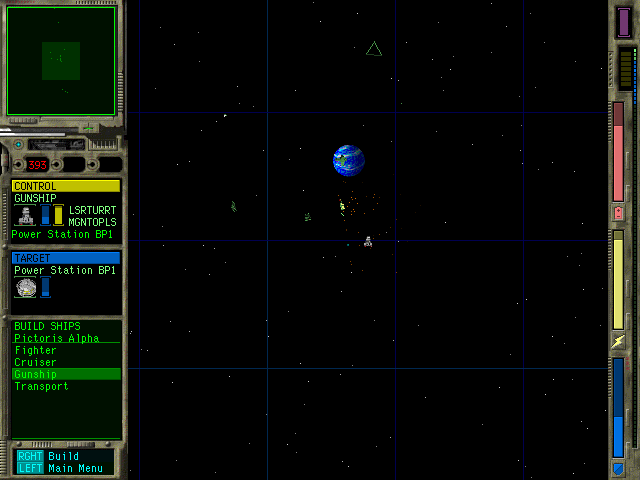 393
CONTROL
GUNSHIP
LSRTURRT
MGNTOPLS
Power Station BP1
TARGET
Power Station BP1
BUILD SHIPS
Pictoris Alpha
Fighter
Cruiser
Gunship
Transport
RGHT Build
LEFT Main Menu